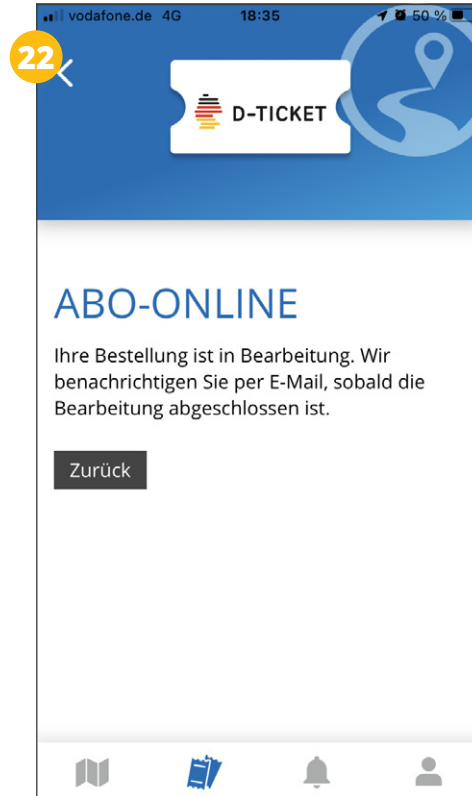 vodafone.de 4G 18:35 50 %
22
D-TICKET
ABO-ONLINE
Ihre Bestellung ist in Bearbeitung. Wir
benachrichtigen Sie per E-Mail, sobald die
Bearbeitung abgeschlossen ist.
Zurück